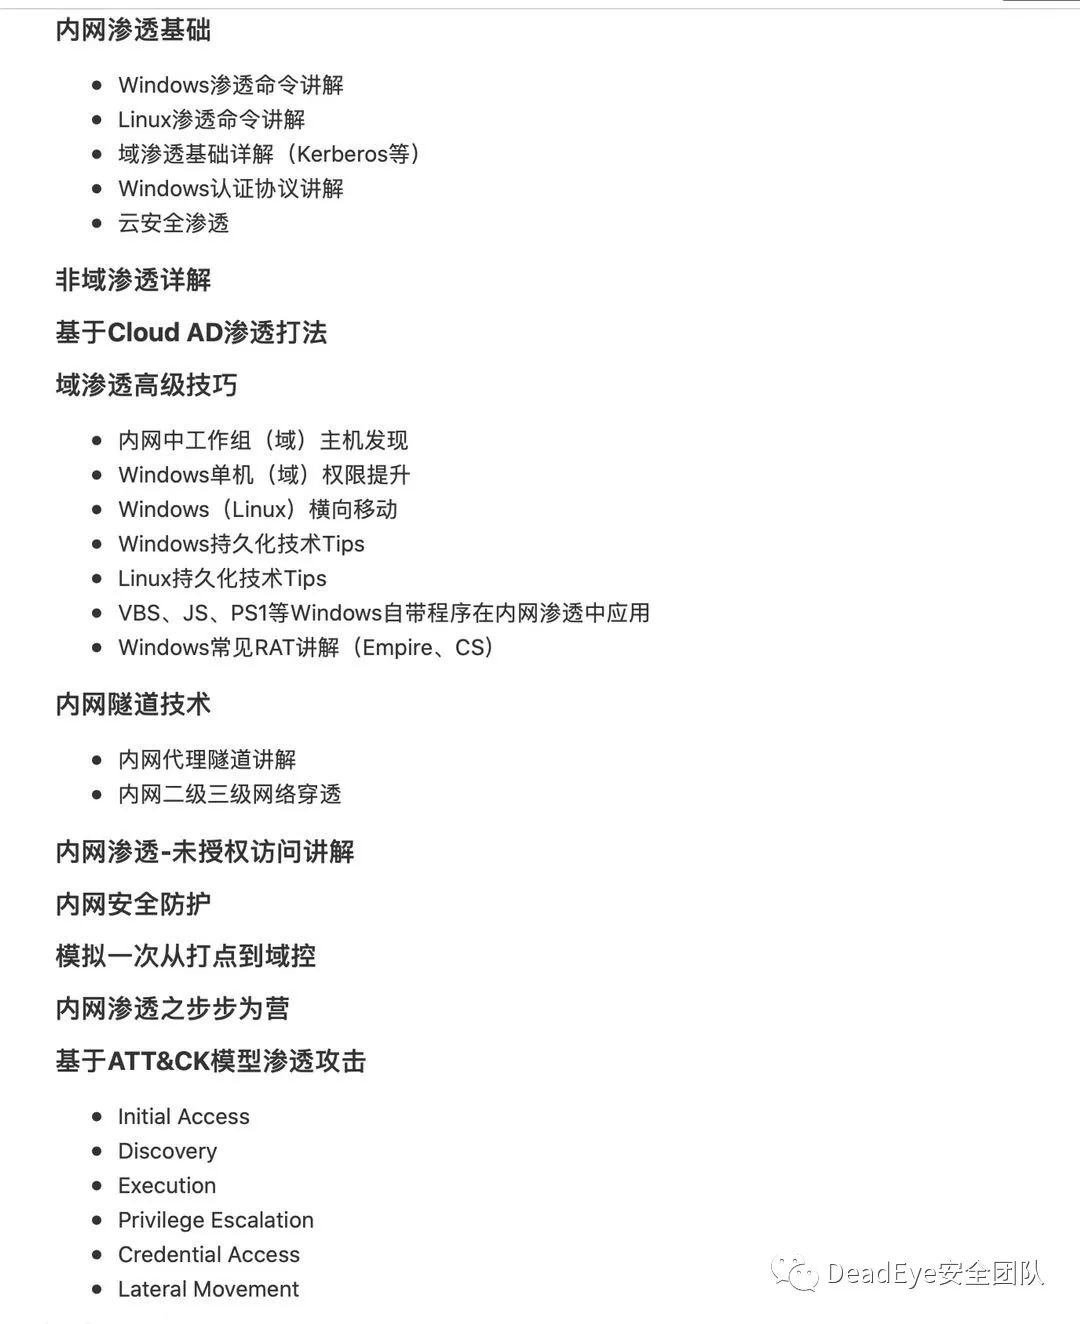 内网渗透基础
Windows渗透命令讲解
Linux渗透命令讲解
域渗透基础详解（Kerberos等）
Windows认证协议讲解
云安全渗透
非域渗透详解
基于Cloud AD渗透打法
域渗透高级技巧
内网中工作组（域）主机发现
Windows单机（域）权限提升
Windows（Linux）横向移动
Windows持久化技术Tips
Linux持久化技术Tips
VBS、JS、PS1等Windows自带程序在内网渗透中应用
Windows常见RAT讲解（Empire、CS）
内网隧道技术
内网代理隧道讲解
内网二级三级网络穿透
内网渗透-未授权访问讲解
内网安全防护
模拟一次从打点到域控
内网渗透之步步为营
基于ATT&CK模型渗透攻击
Initial Access
Discovery
Execution
Privilege Escalation
Credential Access
Lateral Movement
DeadEye安全团队